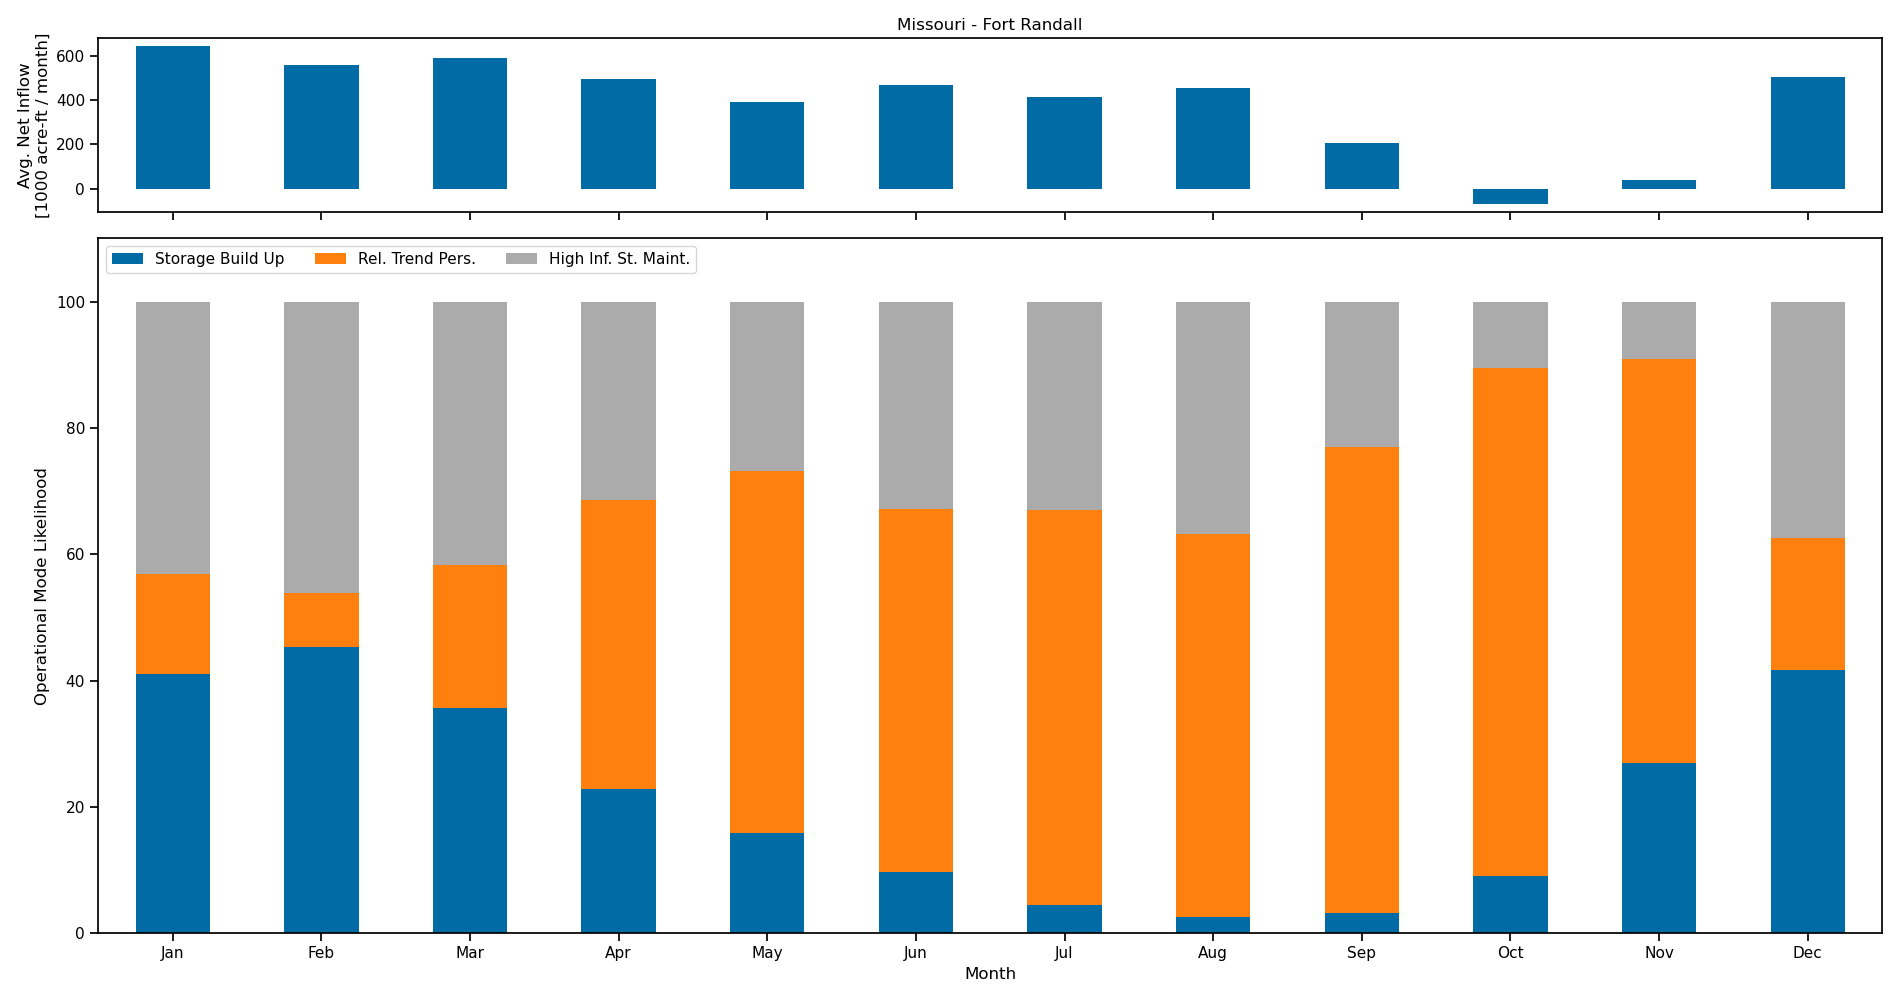 Missouri - Fort Randall
Avg. Net Inflow
[1000 acre-ft / month]
600
400
200
0
Storage Build Up
Rel. Trend Pers.
High Inf. St. Maint.
Operational Mode Likelihood
100
80
60
40
20
0
Jan
Feb
Mar
Apr
May
Jun
Jul
Aug
Sep
Oct
Nov
Dec
Month